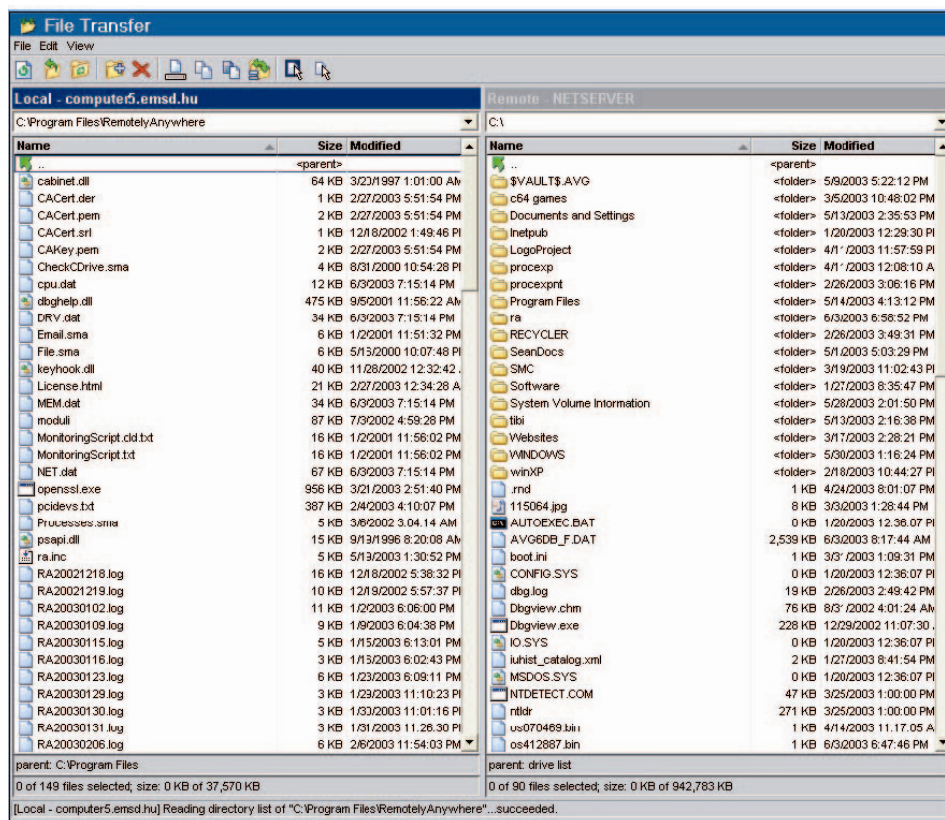 File Transfer
File Edit View
Local - computer5.emsd.hu
C:\Program Files\RemotelyAnywhere
Name Size Modified
.. <parent>
cabinet.dll 64 KB 3/20/1997 1:01:00 AM
CACert.der 1 KB 2/27/2003 5:51:54 PM
CACert.pem 2 KB 2/27/2003 5:51:54 PM
CACert.srl 1 KB 12/18/2002 1:49:46 P
CAKey.pem 2 KB 2/27/2003 5:51:54 PM
CheckCDrive.sma 4 KB 8/31/2000 10:54:28 P
cpu.dat 12 KB 6/3/2003 7:15:14 PM
dbghelp.dll 475 KB 9/5/2001 11:56:22 AM
DRV.dat 34 KB 6/3/2003 7:15:14 PM
Email.sma 6 KB 1/2/2001 11:51:32 PM
File.sma 6 KB 5/15/2000 10:07:48 P
keyhook.dll 40 KB 11/28/2002 12:32:42
License.html 21 KB 2/27/2003 12:34:28 A
MEM.dat 34 KB 6/3/2003 7:15:14 PM
moduli 87 KB 7/3/2002 4:59:28 PM
MonitoringScript.cld.txt 16 KB 1/2/2001 11:56:02 PM
MonitoringScript.txt 16 KB 1/2/2001 11:56:02 PM
NET.dat 67 KB 6/3/2003 7:15:14 PM
openssl.exe 956 KB 3/21/2003 2:51:40 PM
pcidevs.txt 387 KB 2/4/2003 4:10:07 PM
Processes.sma 5 KB 3/6/2002 3:04:14 AM
psapi.dll 15 KB 9/19/1996 8:20:08 AM
ra.inc 5 KB 5/19/2003 1:30:52 PM
RA20021218.log 16 KB 12/18/2002 5:38:32 P
RA20021219.log 10 KB 12/19/2002 5:57:37 P
RA20030102.log 11 KB 1/2/2003 6:06:00 PM
RA20030109.log 9 KB 1/9/2003 6:04:38 PM
RA20030115.log 5 KB 1/15/2003 6:13:01 PM
RA20030116.log 3 KB 1/16/2003 6:02:43 PM
RA20030123.log 6 KB 1/23/2003 6:09:11 PM
RA20030129.log 3 KB 1/29/2003 11:10:23 P
RA20030130.log 3 KB 1/30/2003 11:01:16 P
RA20030131.log 3 KB 1/31/2003 11:26:30 P
RA20030206.log 6 KB 2/6/2003 11:54:03 PM
parent: C:\Program Files
0 of 149 files selected; size: 0 KB of 37,570 KB
Remote - NETSERVER
C:\
Name Size Modified
.. <parent>
$VAULT$.AVG <folder> 5/9/2003 5:22:12 PM
c64 games <folder> 3/5/2003 10:48:02 PM
Documents and Settings <folder> 5/13/2003 2:35:53 PM
Inetpub <folder> 1/20/2003 12:29:30 P
LogoProject <folder> 11:57:59 P
procexp <folder> 12:08:10 A
procexpnt <folder> 2/26/2003 3:06:16 PM
Program Files <folder> 5/14/2003 4:13:12 PM
ra <folder> 6/3/2003 6:56:52 PM
RECYCLER <folder> 2/26/2003 3:49:31 PM
SeanDocs <folder> 5/1/2003 5:03:29 PM
SMC <folder> 3/19/2003 11:02:43 P
Software <folder> 1/27/2003 8:35:47 PM
System Volume Information <folder> 5/28/2003 2:01:50 PM
tibi <folder> 5/13/2003 2:16:38 PM
Websites <folder> 3/17/2003 2:28:21 PM
WINDOWS <folder> 5/30/2003 1:16:24 PM
winXP <folder> 2/18/2003 10:44:27 P
.rnd 1 KB 4/24/2003 8:01:07 PM
115064.jpg 8 KB 3/3/2003 1:28:44 PM
AUTOEXEC.BAT 0 KB 1/20/2003 12:36:07 P
AVG6DB_F.DAT 2,539 KB 6/3/2003 8:17:44 AM
boot.ini 1 KB 1:09:31 PM
CONFIG.SYS 0 KB 1/20/2003 12:36:07 P
dbg.log 19 KB 2/26/2003 2:49:42 PM
Dbgview.chm 76 KB 4:01:24 AM
Dbgview.exe 228 KB 12/29/2002 11:07:30
IO.SYS 0 KB 1/20/2003 12:36:07 P
iuhist_catalog.xml 2 KB 1/27/2003 8:41:54 PM
MSDOS.SYS 0 KB 1/20/2003 12:36:07 P
NTDETECT.COM 47 KB 3/25/2003 1:00:00 PM
ntldr 271 KB 3/25/2003 1:00:00 PM
os070469.bin 1 KB 4/14/2003 11:17:05 A
os412887.bin 1 KB 6/3/2003 6:47:46 PM
parent: drive list
0 of 90 files selected; size: 0 KB of 942,783 KB
[Local - computer5.emsd.hu] Reading directory list of "C:\Program Files\RemotelyAnywhere"...succeeded.